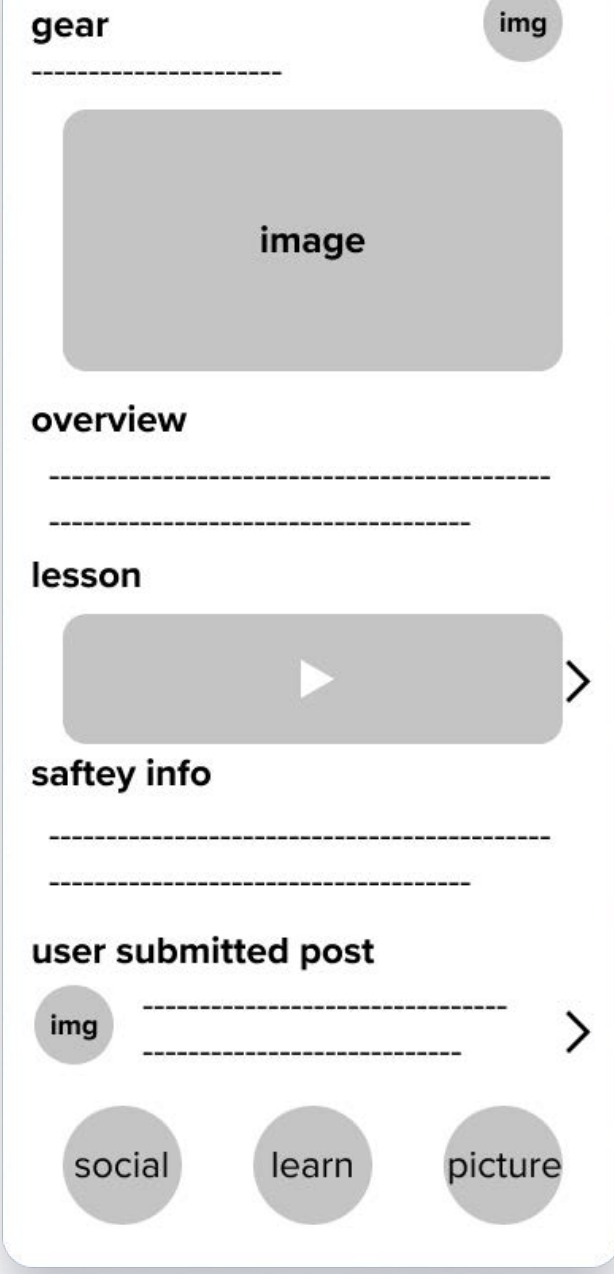 gear
img
----------------------
image
overview
--------------------------------------------
-------------------------------------
lesson
saftey info
--------------------------------------------
-------------------------------------
user submitted post
img
--------------------------------
----------------------------
social
learn
picture